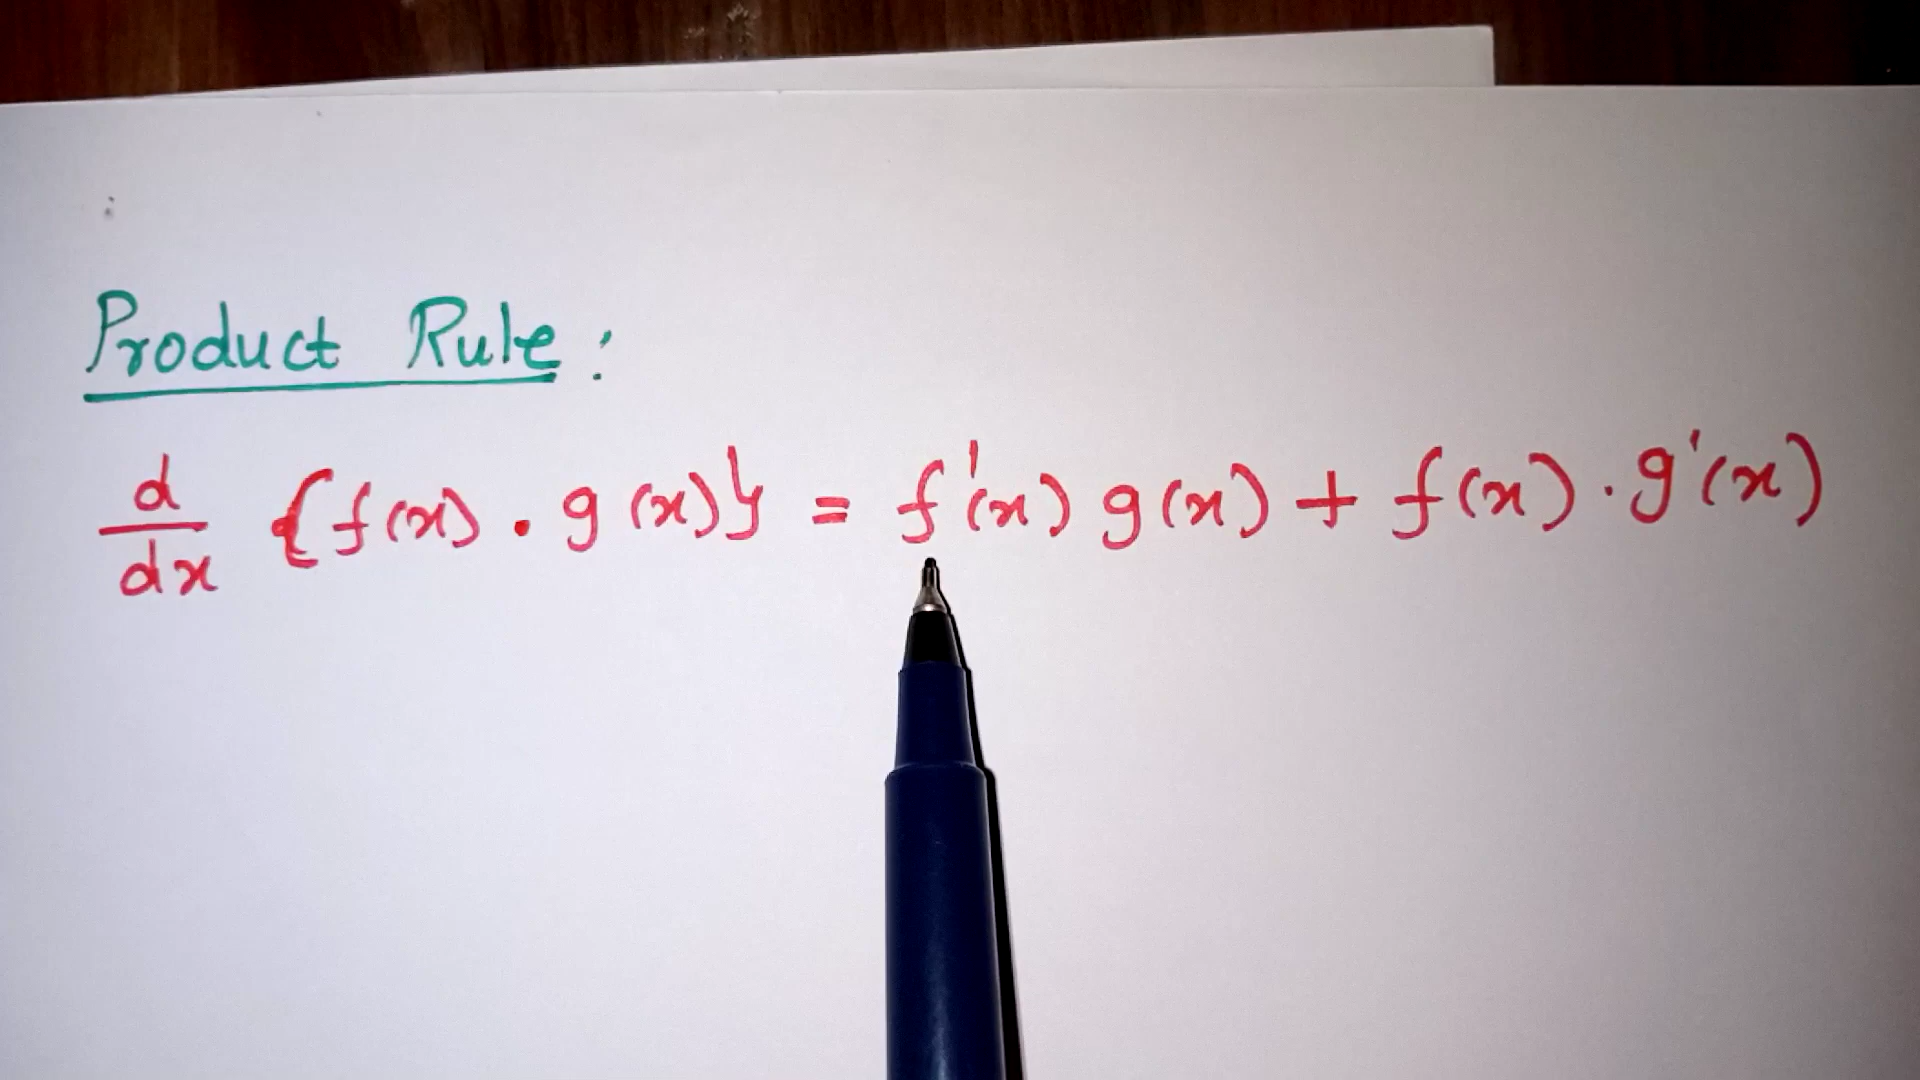 Product Rule :
d/dx {f(x) . g(x)} = f'(x) g(x) + f(x) . g'(x)